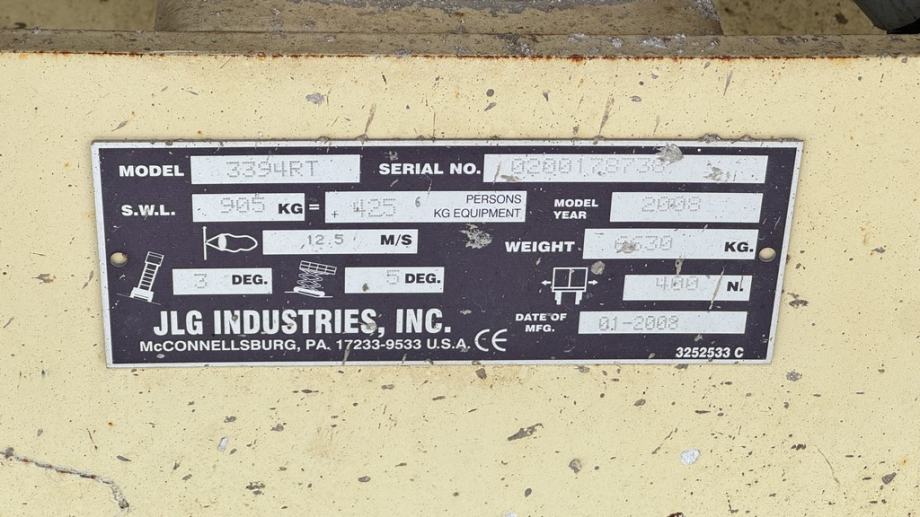 MODEL 3394RT SERIAL NO. 0200178738
S.W.L. 905 KG = + 425 6 PERSONS KG EQUIPMENT MODEL YEAR 2008
12.5 M/S WEIGHT 6630 KG.
3 DEG. 5 DEG. 400 N.
JLG INDUSTRIES, INC. DATE OF MFG. 01-2008
McCONNELLSBURG, PA. 17233-9533 U.S.A. CE
3252533 C